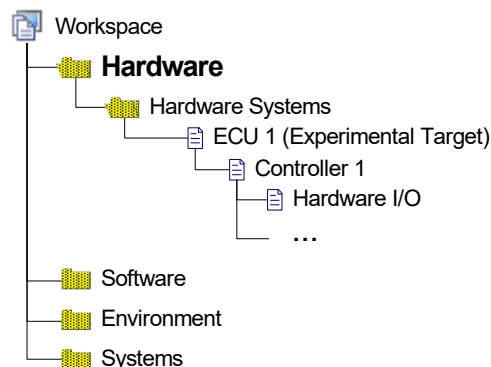 Workspace
Hardware
Hardware Systems
ECU 1 (Experimental Target)
Controller 1
Hardware I/O
...
Software
Environment
Systems